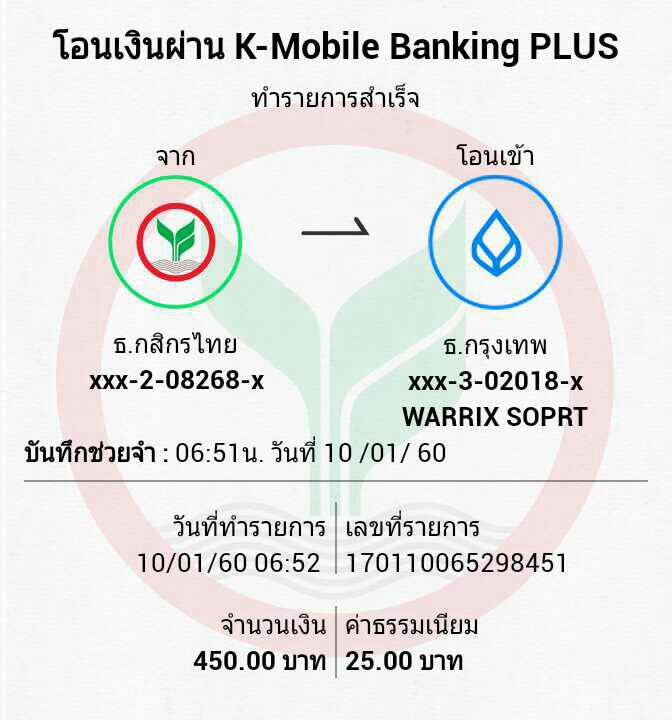 โอนเงินผ่าน K-Mobile Banking PLUS
ทำรายการสำเร็จ
จาก
โอนเข้า
ธ.กสิกรไทย
xxx-2-08268-x
ธ.กรุงเทพ
xxx-3-02018-x
WARRIX SOPRT
บันทึกช่วยจำ : 06:51น. วันที่ 10 /01/ 60
วันที่ทำรายการ
10/01/60 06:52
เลขที่รายการ
170110065298451
จำนวนเงิน
450.00 บาท
ค่าธรรมเนียม
25.00 บาท